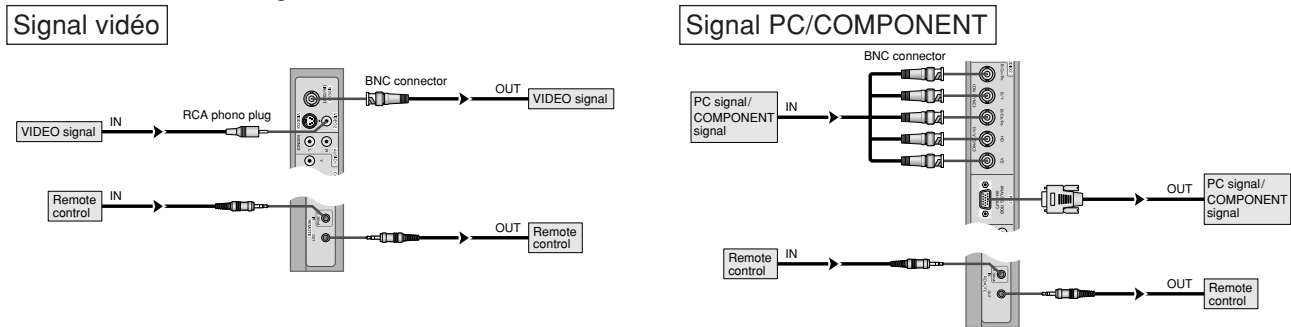 Signal vidéo
BNC connector
OUT
VIDEO signal
RCA phono plug
IN
VIDEO signal
Remote
control
IN
OUT
Remote
control
Signal PC/COMPONENT
BNC connector
PC signal/
COMPONENT
signal
IN
OUT
PC signal/
COMPONENT
signal
Remote
control
IN
OUT
Remote
control